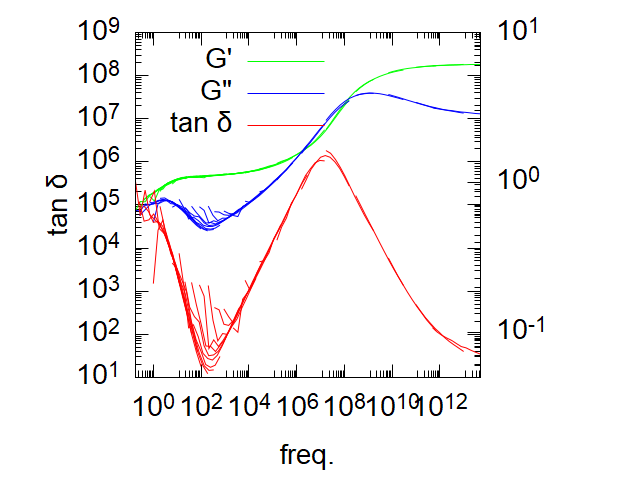 10⁹
10⁸
10⁷
10⁶
10⁵
10⁴
10³
10²
10¹
tan δ
G'
G"
tan δ
10¹
10⁰
10⁻¹
10⁰ 10² 10⁴ 10⁶ 10⁸ 10¹⁰ 10¹²
freq.